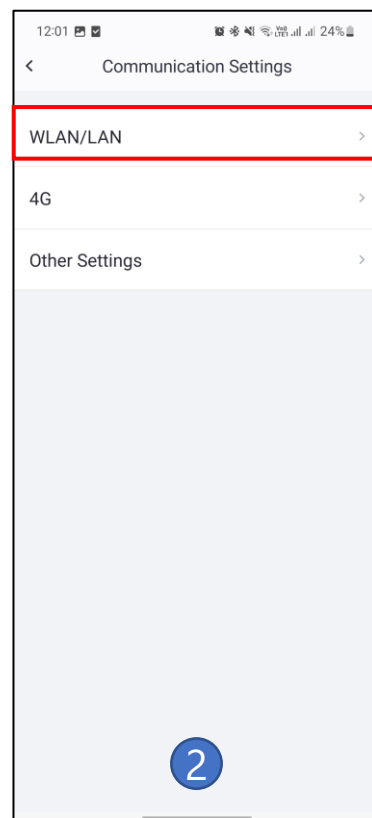 12:01 24%
< Communication Settings
WLAN/LAN >
4G >
Other Settings >
2